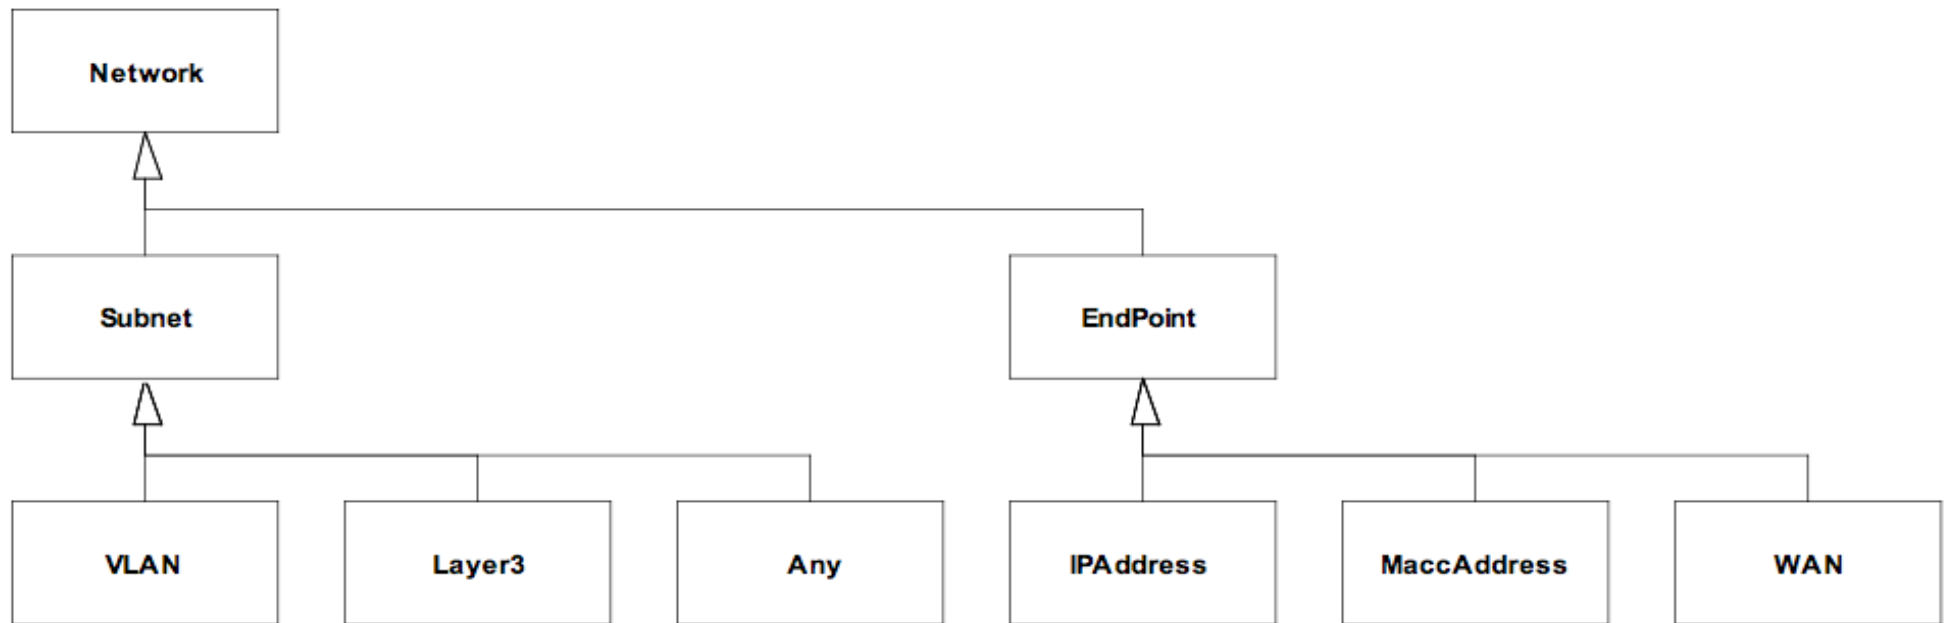 Network
Subnet
EndPoint
VLAN
Layer3
Any
IPAddress
MaccAddress
WAN